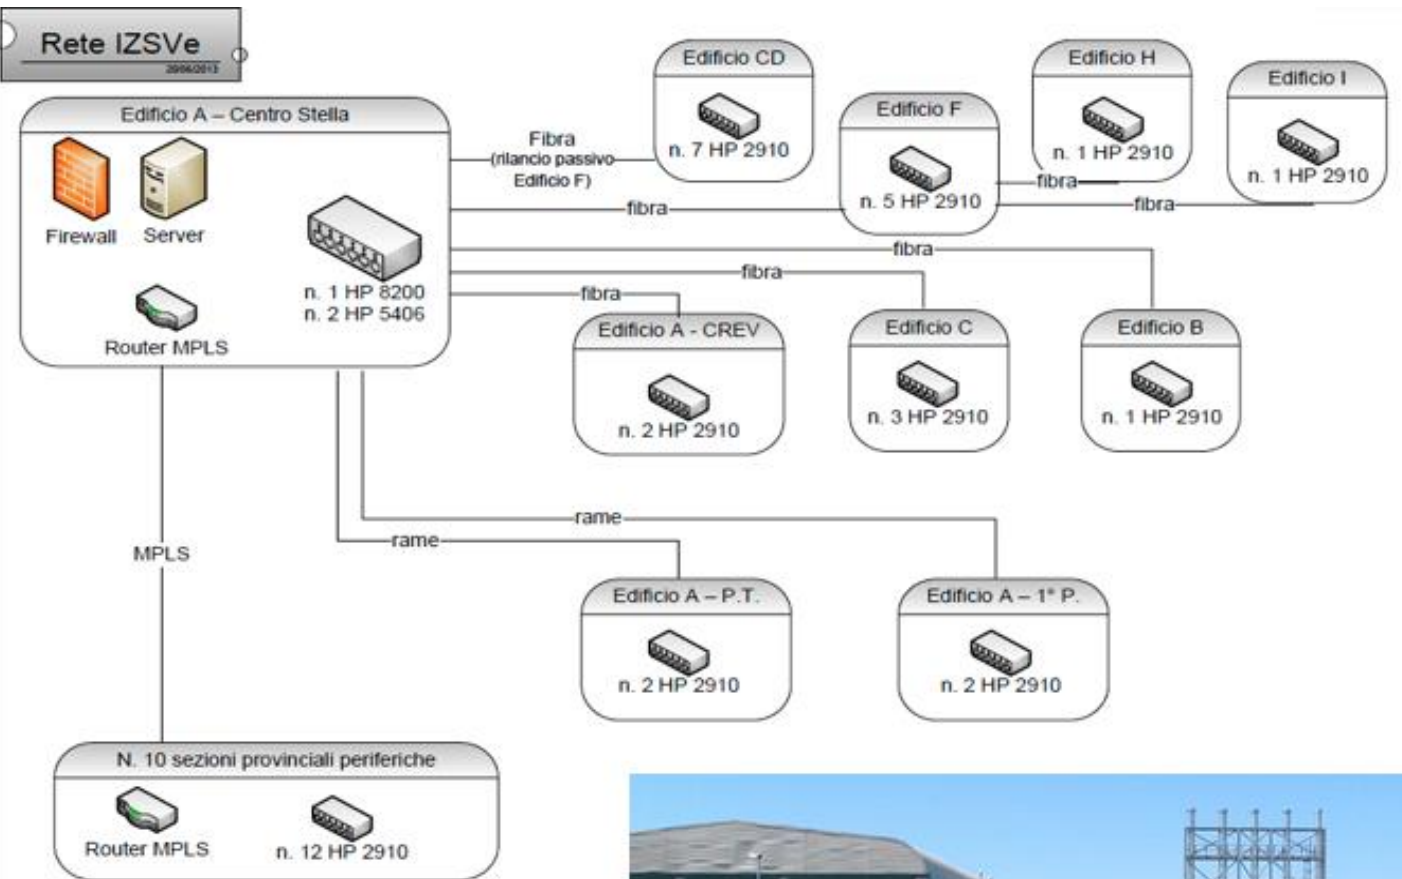 Rete IZSVe
20/06/2013
Edificio A – Centro Stella
Firewall
Server
n. 1 HP 8200
n. 2 HP 5406
Router MPLS
Fibra
(rilancio passivo
Edificio F)
Edificio CD
n. 7 HP 2910
fibra
Edificio F
n. 5 HP 2910
fibra
Edificio H
n. 1 HP 2910
fibra
Edificio I
n. 1 HP 2910
fibra
Edificio B
n. 1 HP 2910
fibra
Edificio C
n. 3 HP 2910
fibra
Edificio A - CREV
n. 2 HP 2910
rame
Edificio A – 1° P.
n. 2 HP 2910
rame
Edificio A – P.T.
n. 2 HP 2910
MPLS
N. 10 sezioni provinciali periferiche
Router MPLS
n. 12 HP 2910